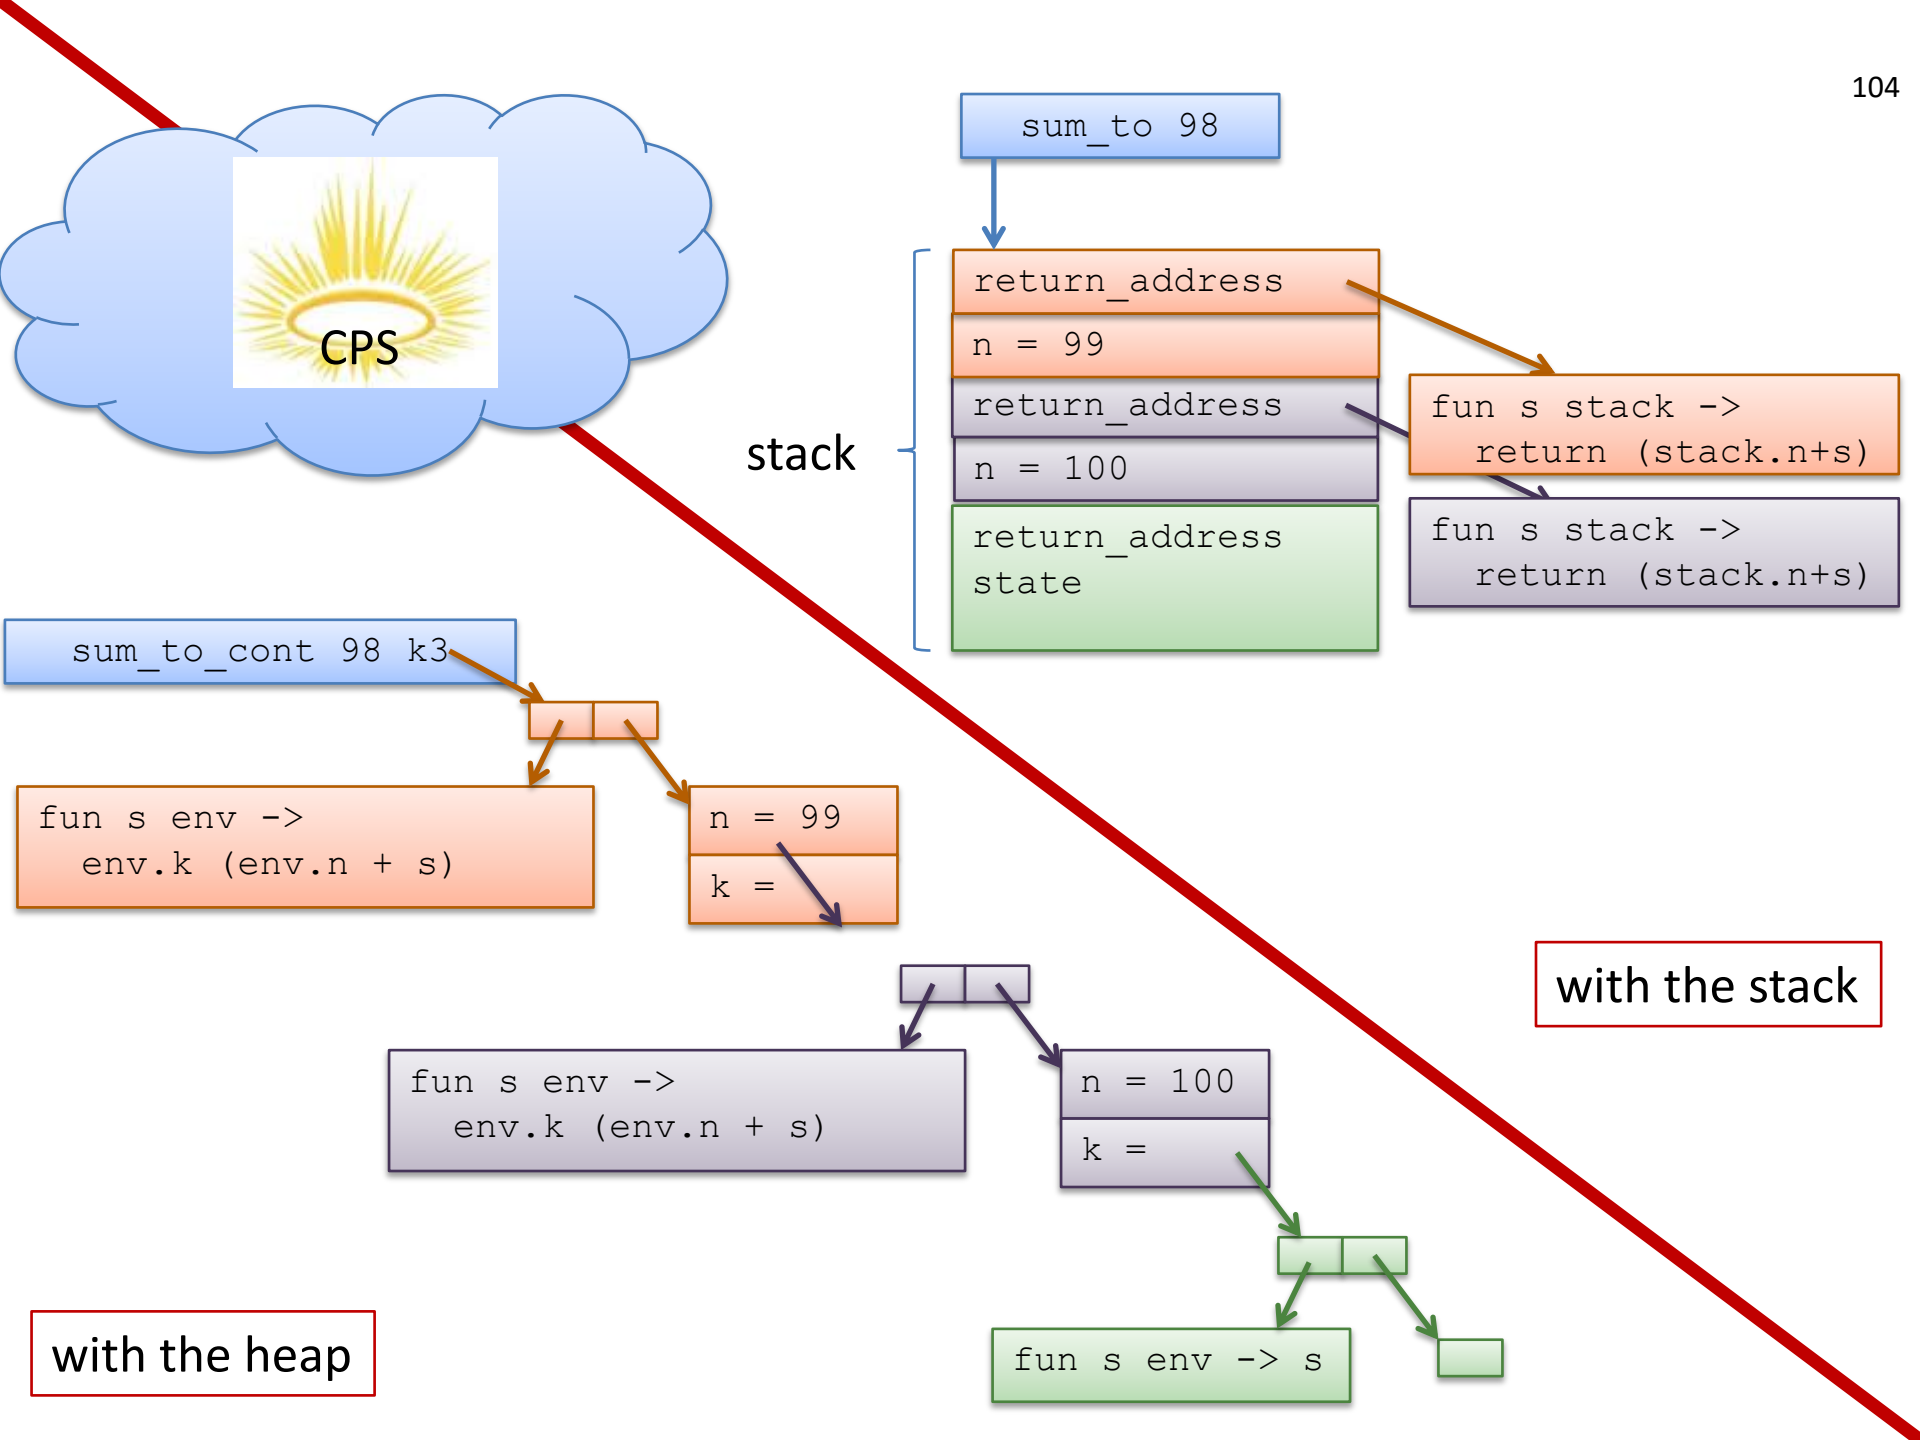 104
CPS
sum_to 98
return_address
n = 99
return_address
n = 100
return_address
state
stack
fun s stack ->
return (stack.n+s)
fun s stack ->
return (stack.n+s)
with the stack
sum_to_cont 98 k3
fun s env ->
env.k (env.n + s)
n = 99
k =
fun s env ->
env.k (env.n + s)
n = 100
k =
fun s env -> s
with the heap